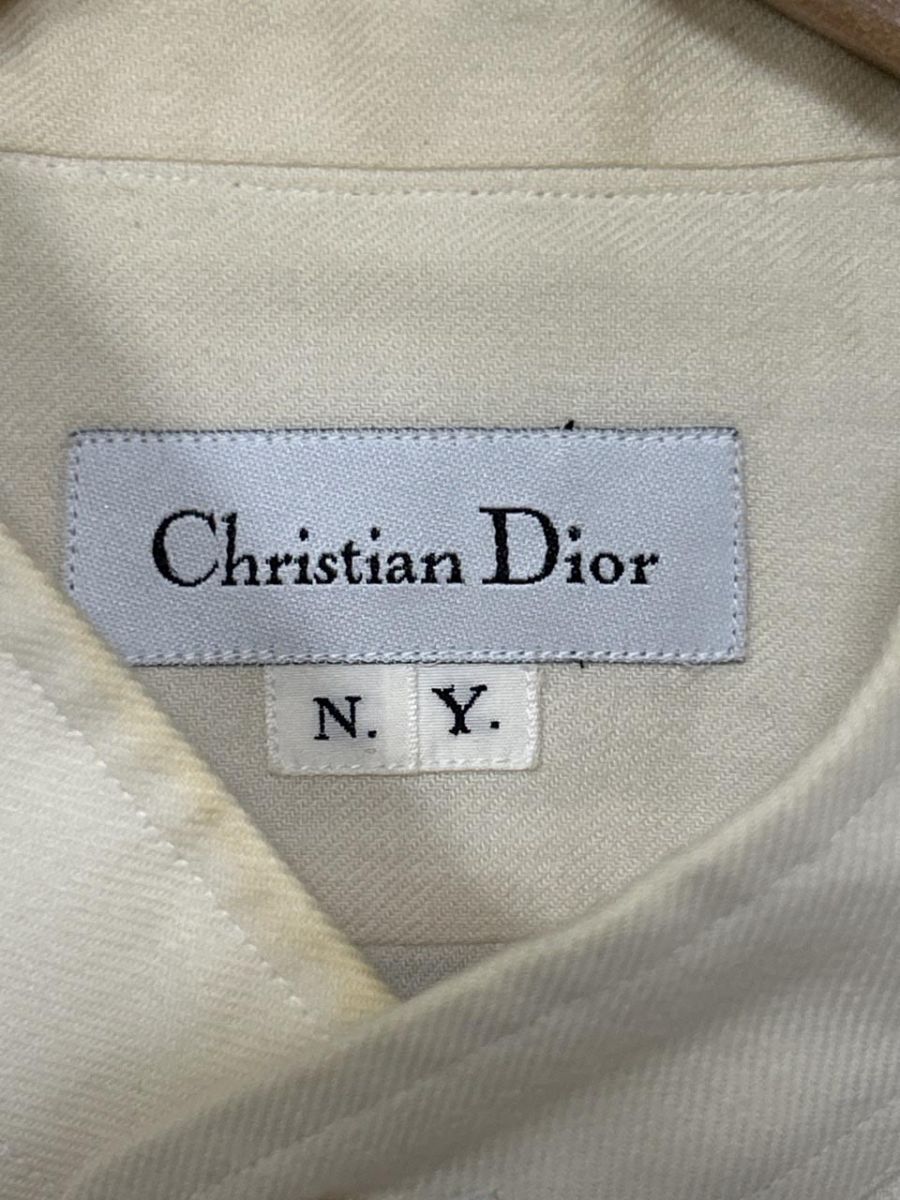 Christian Dior
N. Y.